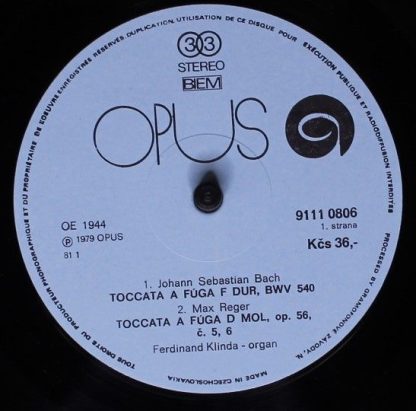 33
STEREO
BIEM
OPUS
OE 1944
℗ 1979 OPUS
81 1
9111 0806
1. strana
Kčs 36,-
1. Johann Sebastian Bach
TOCCATA A FÚGA F DUR, BWV 540
2. Max Reger
TOCCATA A FÚGA D MOL, op. 56,
č. 5, 6
Ferdinand Klinda - organ
TOUS DROITS DU PRODUCTEUR PHONOGRAPHIQUE ET DU PROPRIÉTAIRE DE L'OEUVRE ENREGISTRÉE RÉSERVÉS. DUPLICATION, UTILISATION DE CE DISQUE POUR EXÉCUTION PUBLIQUE ET RADIODIFFUSION INTERDITES
PROCESSED BY GRAMOFONOVÉ ZÁVODY, N.
MADE IN CZECHOSLOVAKIA